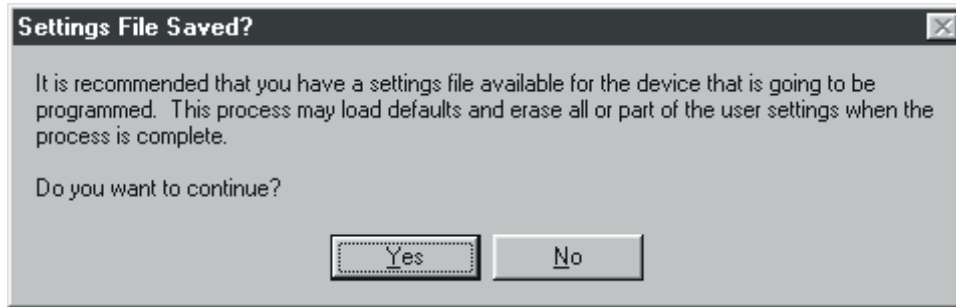 Settings File Saved?
It is recommended that you have a settings file available for the device that is going to be
programmed. This process may load defaults and erase all or part of the user settings when the
process is complete.
Do you want to continue?
Yes
No